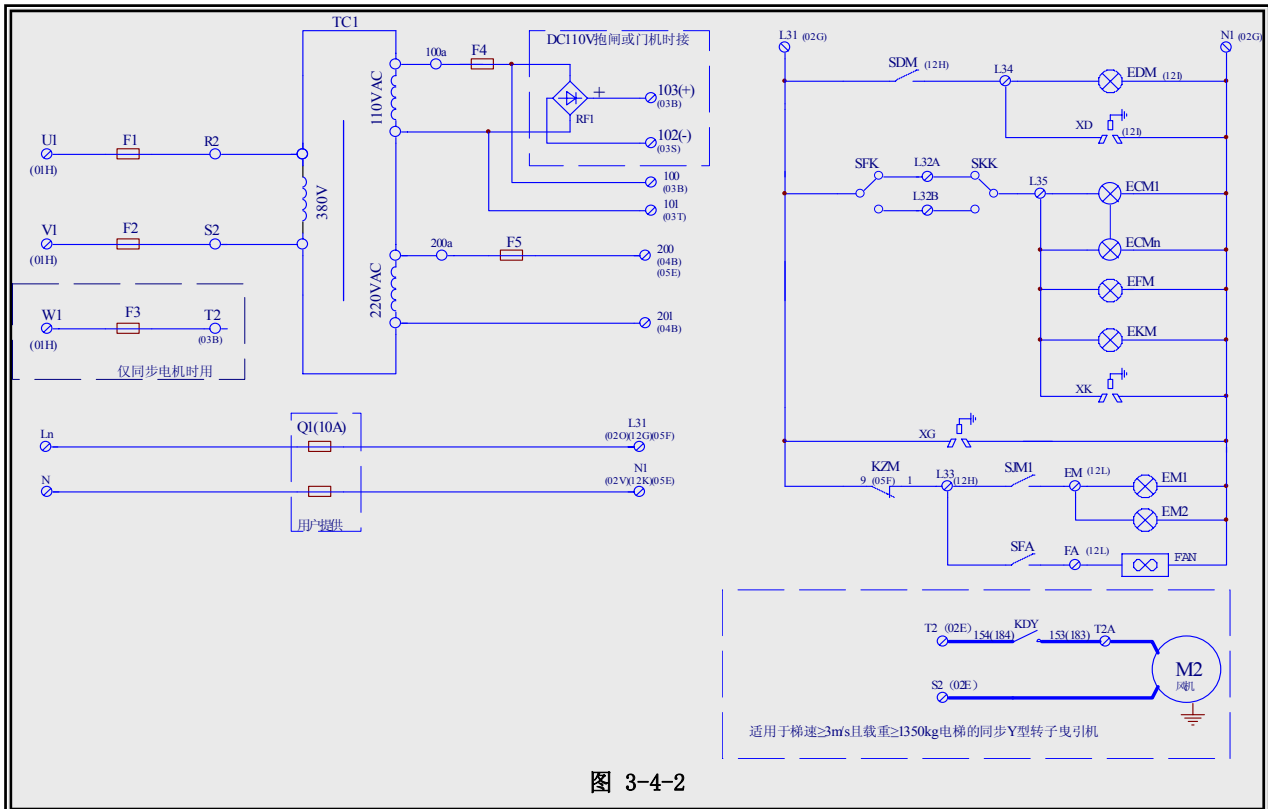 TC1
100a
F4
DC110V抱闸或门机时接
110VAC
103(+)
(03B)
RF1
102(-)
(03S)
U1
(01H)
F1
R2
380V
100
(03B)
101
(03T)
V1
(01H)
F2
S2
200a
F5
200
(04B)
(05E)
220VAC
201
(04B)
W1
(01H)
F3
T2
(03B)
仅同步电机时用
Ln
Q1(10A)
L31
(02O)(12G)(05F)
N
N1
(02V)(12K)(05E)
用户提供
L31 (02G)
N1 (02G)
SDM (12H)
L34
EDM (12I)
XD
(12I)
SFK
L32A
SKK
L32B
L35
ECM1
ECMn
EFM
EKM
XK
XG
KZM
9 (05F) 1
L33
(12H)
SJM1
EM (12L)
EM1
EM2
SFA
FA (12L)
FAN
T2 (02E)
154(184)
KDY
153(183)
T2A
M2
风机
S2 (02E)
适用于梯速≥3m/s且载重≥1350kg电梯的同步Y型转子曳引机
图 3-4-2